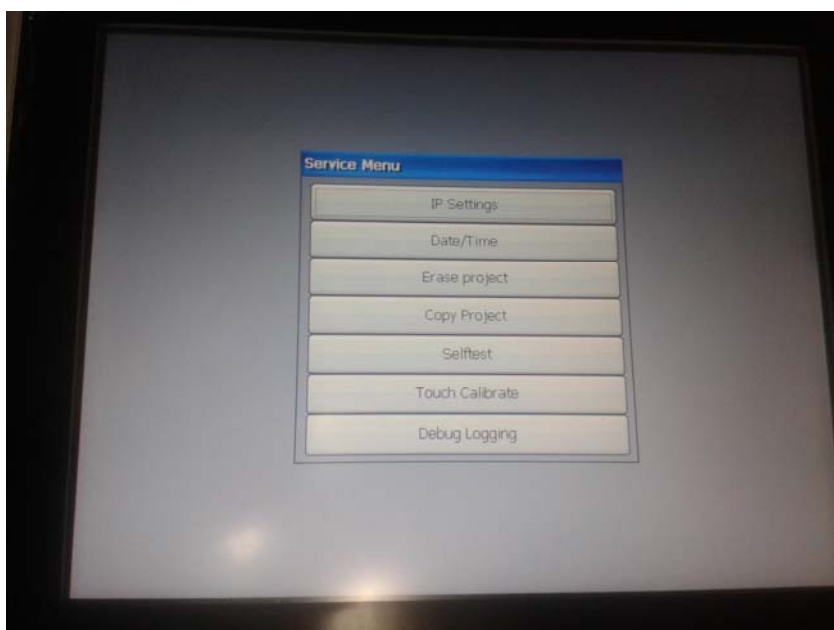 Service Menu
IP Settings
Date/Time
Erase project
Copy Project
Selftest
Touch Calibrate
Debug Logging